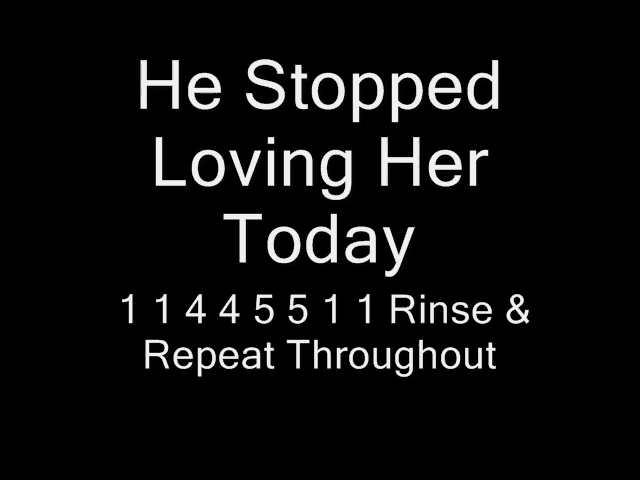 He Stopped
Loving Her
Today
1 1 4 4 5 5 1 1 Rinse &
Repeat Throughout